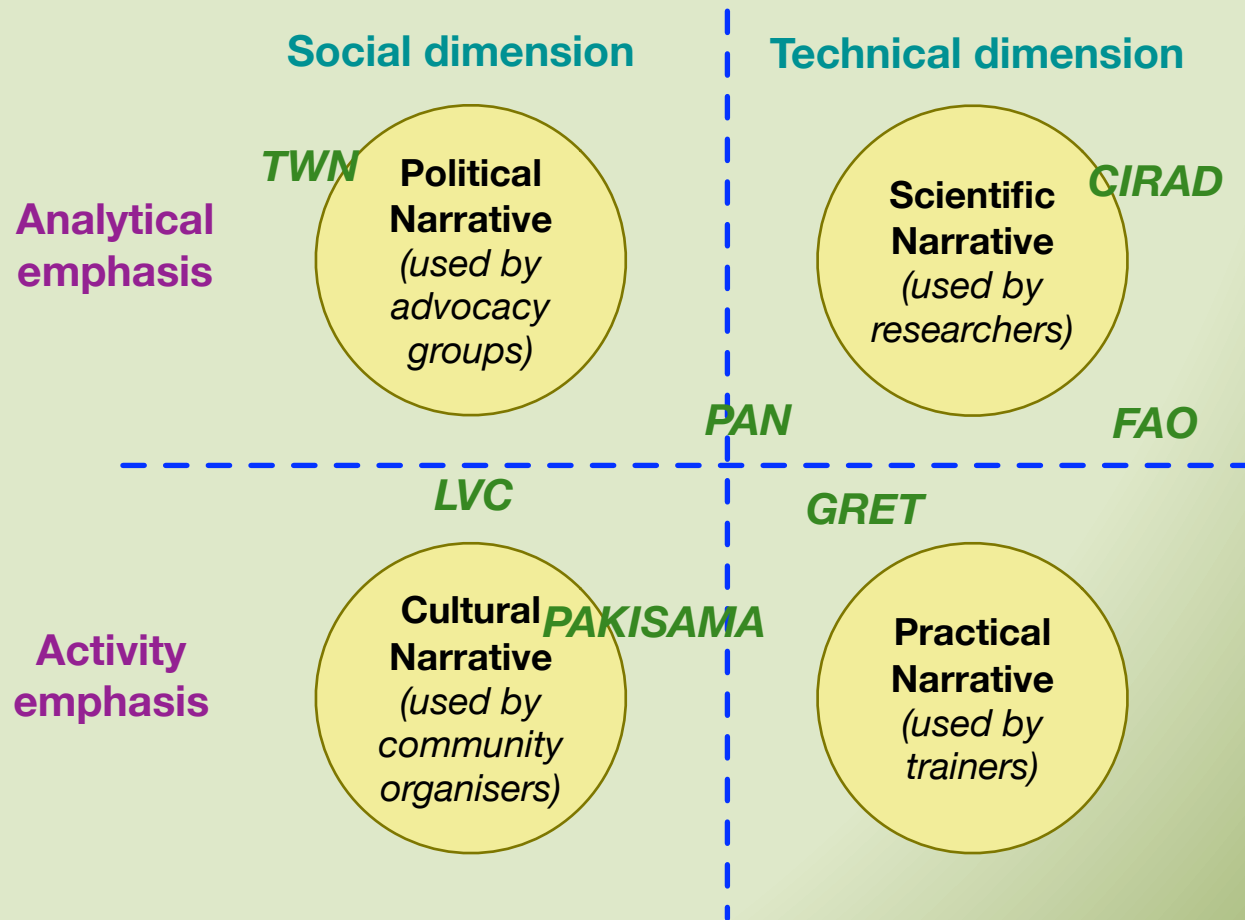 Social dimension
Technical dimension
Analytical
emphasis
TWN
Political
Narrative
(used by
advocacy
groups)
Scientific
Narrative
(used by
researchers)
CIRAD
PAN
FAO
LVC
GRET
Activity
emphasis
Cultural
Narrative
(used by
community
organisers)
PAKISAMA
Practical
Narrative
(used by
trainers)